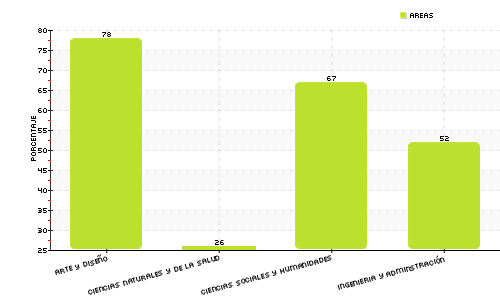 AREAS
PORCENTAJE
80
75
70
65
60
55
50
45
40
35
30
25
78
26
67
52
ARTE Y DISEÑO
CIENCIAS NATURALES Y DE LA SALUD
CIENCIAS SOCIALES Y HUMANIDADES
INGENIERIA Y ADMINSTRACIÓN